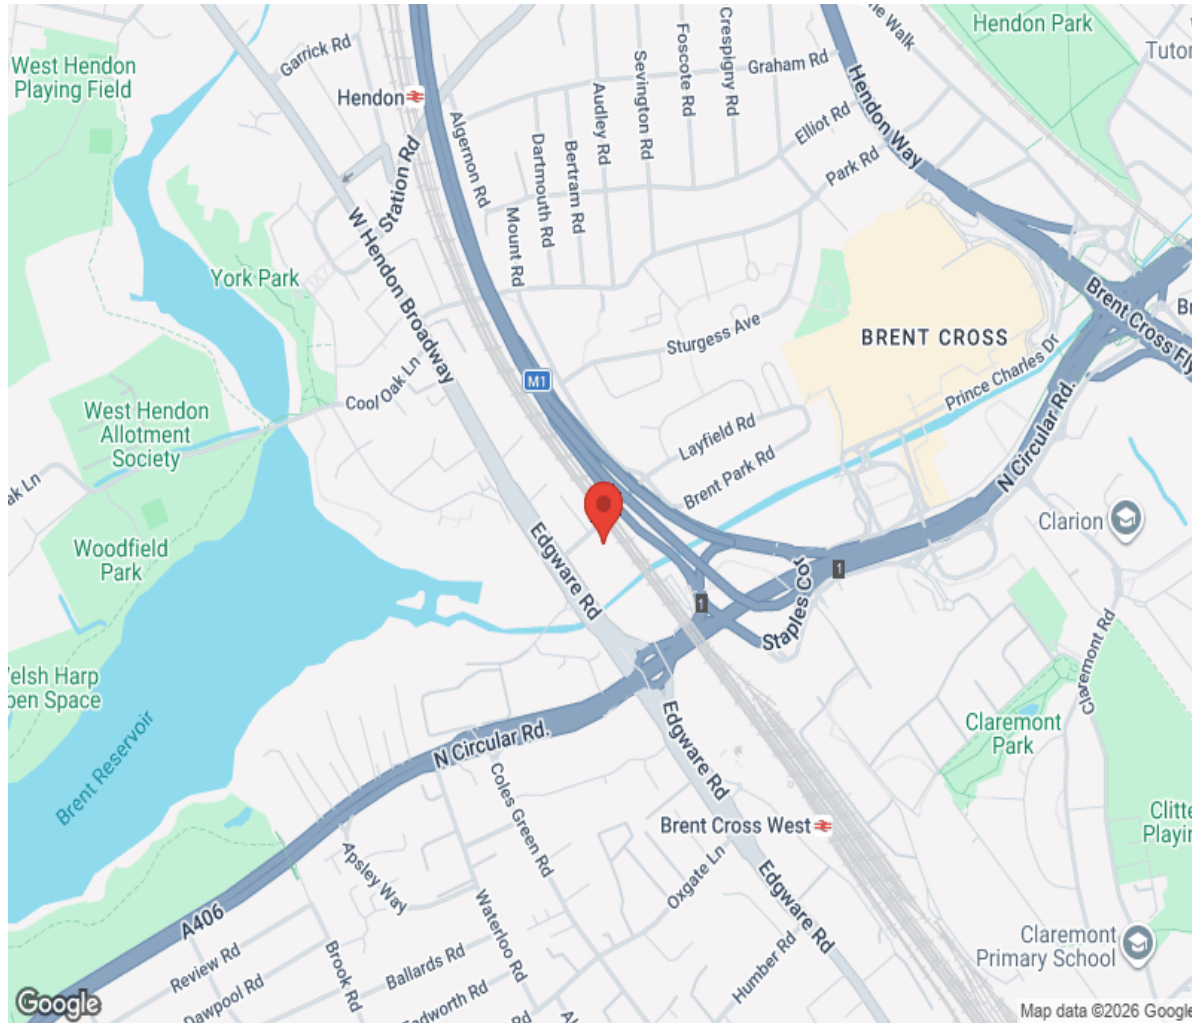 West Hendon
Playing Field
Garrick Rd
Hendon
Station Rd
Algernon Rd
Mount Rd
Dartmouth Rd
Bertram Rd
Audley Rd
Sevington Rd
Foscote Rd
Crespigny Rd
Graham Rd
Elliot Rd
Park Rd
Hendon Way
The Walk
Hendon Park
York Park
W Hendon Broadway
Sturgess Ave
BRENT CROSS
Brent Cross Fly
Prince Charles Dr
N Circular Rd.
M1
Cool Oak Ln
West Hendon
Allotment
Society
Layfield Rd
Brent Park Rd
Clarion
Woodfield
Park
Edgware Rd
1
1
Staples Cor
Claremont Rd
Claremont
Park
Brent Reservoir
N Circular Rd.
Coles Green Rd
Edgware Rd
Brent Cross West
Oxgate Ln
Apsley Way
Waterloo Rd
Edgware Rd
A406
Review Rd
Dawpool Rd
Brook Rd
Ballards Rd
Humber Rd
Claremont
Primary School
Google
Map data ©2026 Google